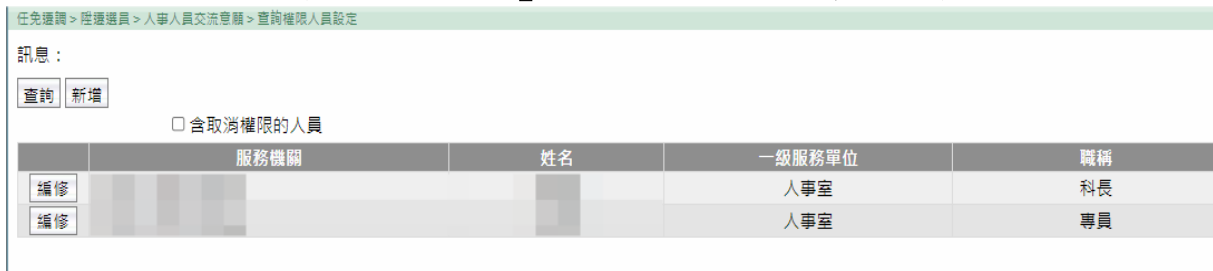 任免遷調 > 陞遷選員 > 人事人員交流意願 > 查詢權限人員設定
訊息：
查詢 新增
含取消權限的人員
服務機關 姓名 一級服務單位 職稱
編修 人事室 科長
編修 人事室 專員